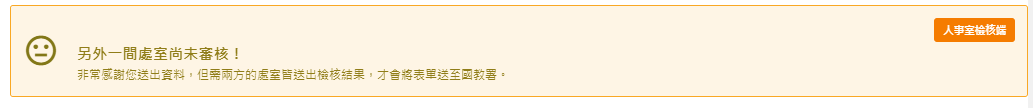 人事室檢核端
另外一間處室尚未審核！
非常感謝您送出資料，但需兩方的處室皆送出檢核結果，才會將表單送至國教署。